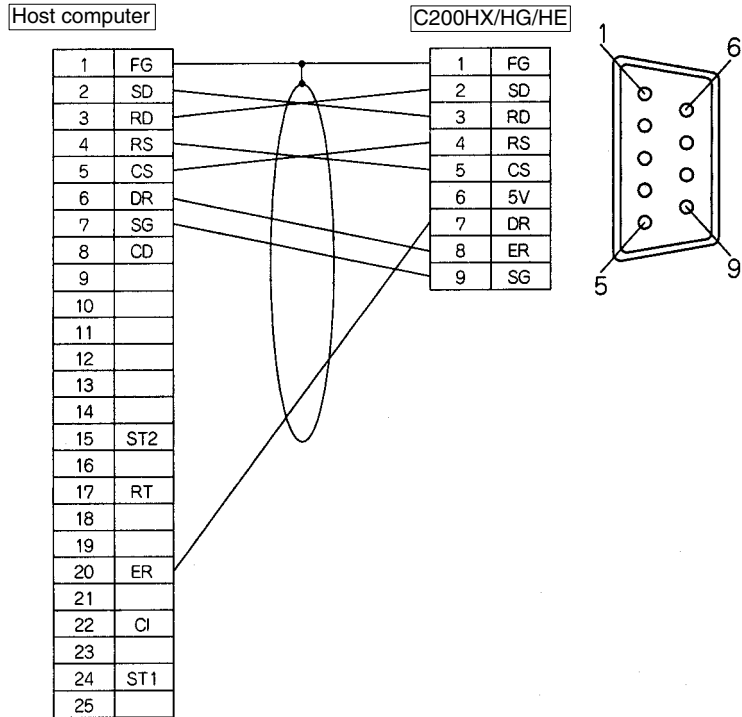 Host computer
C200HX/HG/HE
1 FG
2 SD
3 RD
4 RS
5 CS
6 DR
7 SG
8 CD
9
10
11
12
13
14
15 ST2
16
17 RT
18
19
20 ER
21
22 CI
23
24 ST1
25
1 FG
2 SD
3 RD
4 RS
5 CS
6 5V
7 DR
8 ER
9 SG
1
6
5
9